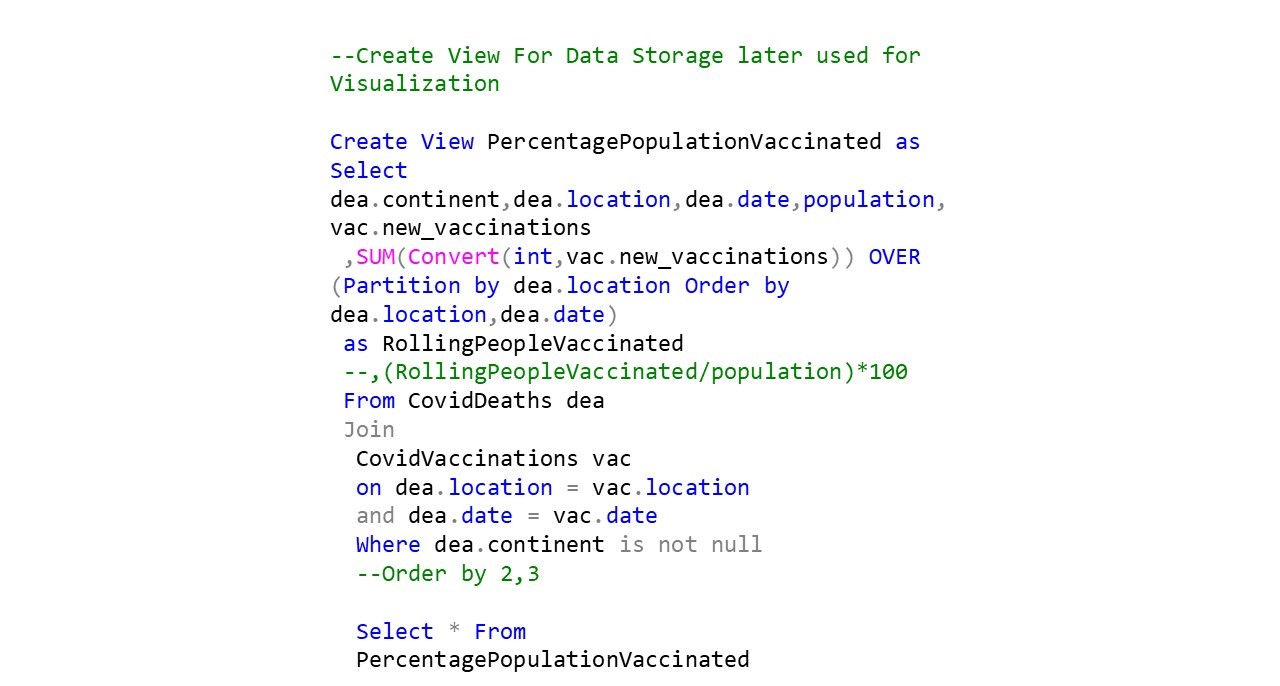 --Create View For Data Storage later used for
Visualization
Create View PercentagePopulationVaccinated as
Select
dea.continent,dea.location,dea.date,population,
vac.new_vaccinations
,SUM(Convert(int,vac.new_vaccinations)) OVER
(Partition by dea.location Order by
dea.location,dea.date)
as RollingPeopleVaccinated
--,(RollingPeopleVaccinated/population)*100
From CovidDeaths dea
Join
CovidVaccinations vac
on dea.location = vac.location
and dea.date = vac.date
Where dea.continent is not null
--Order by 2,3
Select * From
PercentagePopulationVaccinated